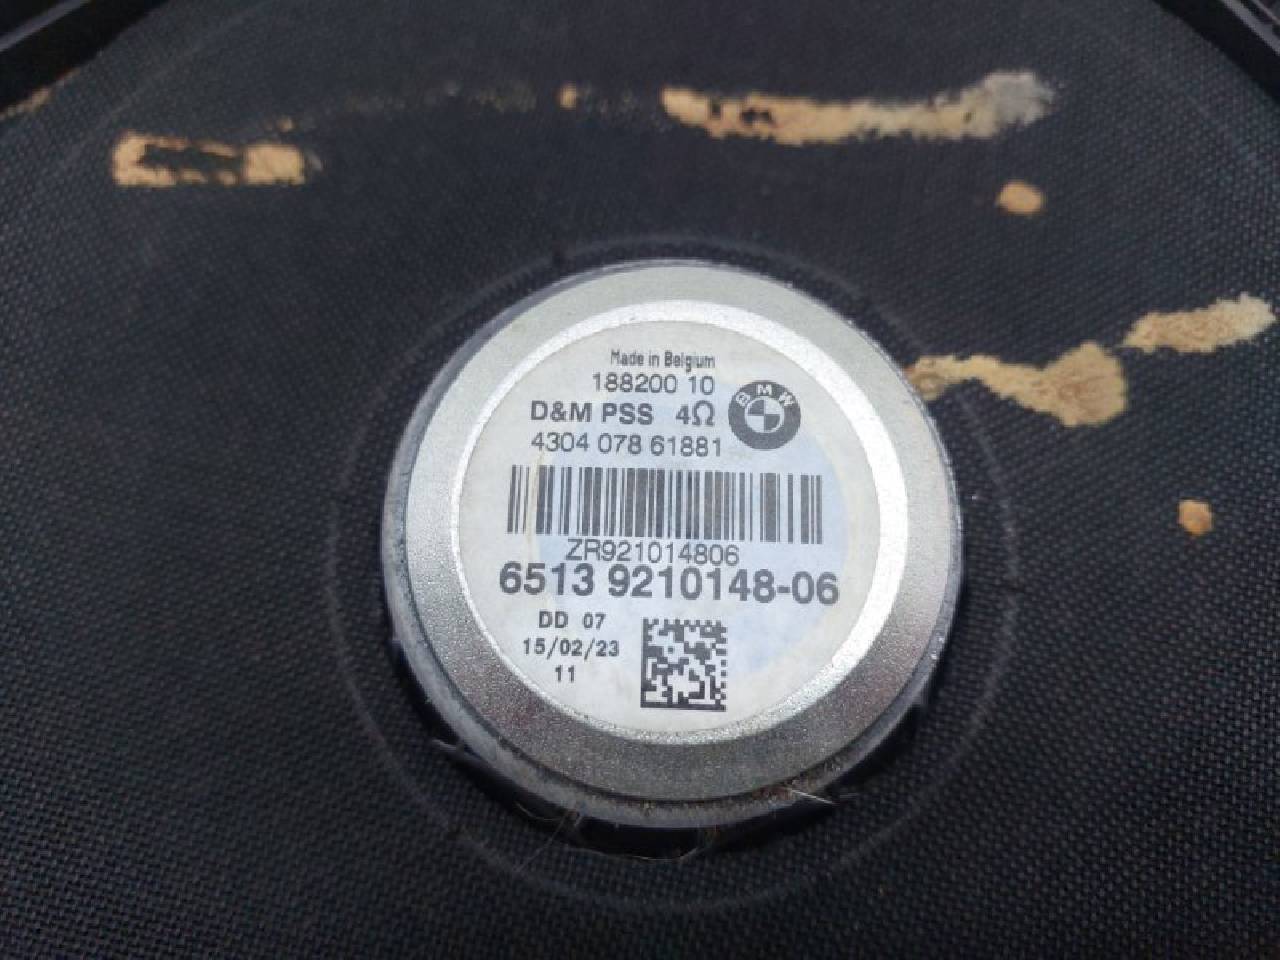 Made in Belgium
188200 10
BMW
D&M PSS 4Ω
4304 078 61881
ZR921014806
6513 9210148-06
DD 07
15/02/23
11